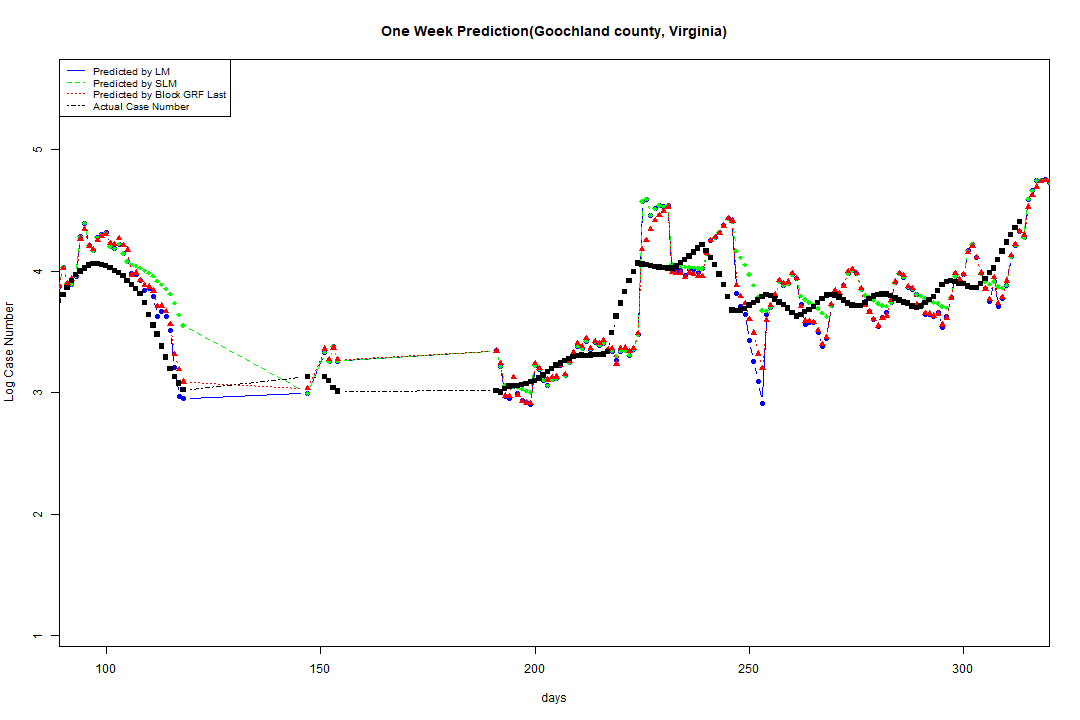 One Week Prediction(Goochland county, Virginia)
Predicted by LM
Predicted by SLM
Predicted by Block GRF Last
Actual Case Number
5
4
3
2
1
Log Case Number
100 150 200 250 300
days